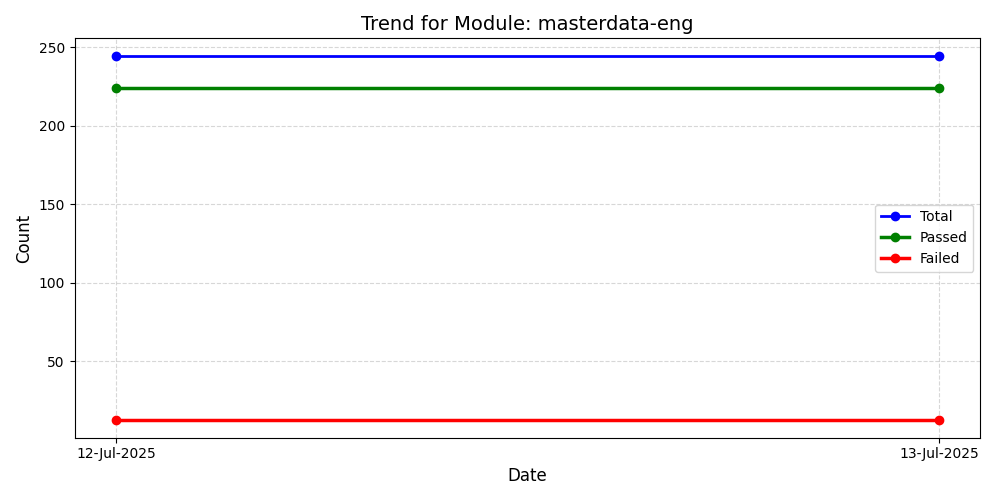 Trend for Module: masterdata-eng
250
200
150
100
50
Count
Total
Passed
Failed
12-Jul-2025
13-Jul-2025
Date